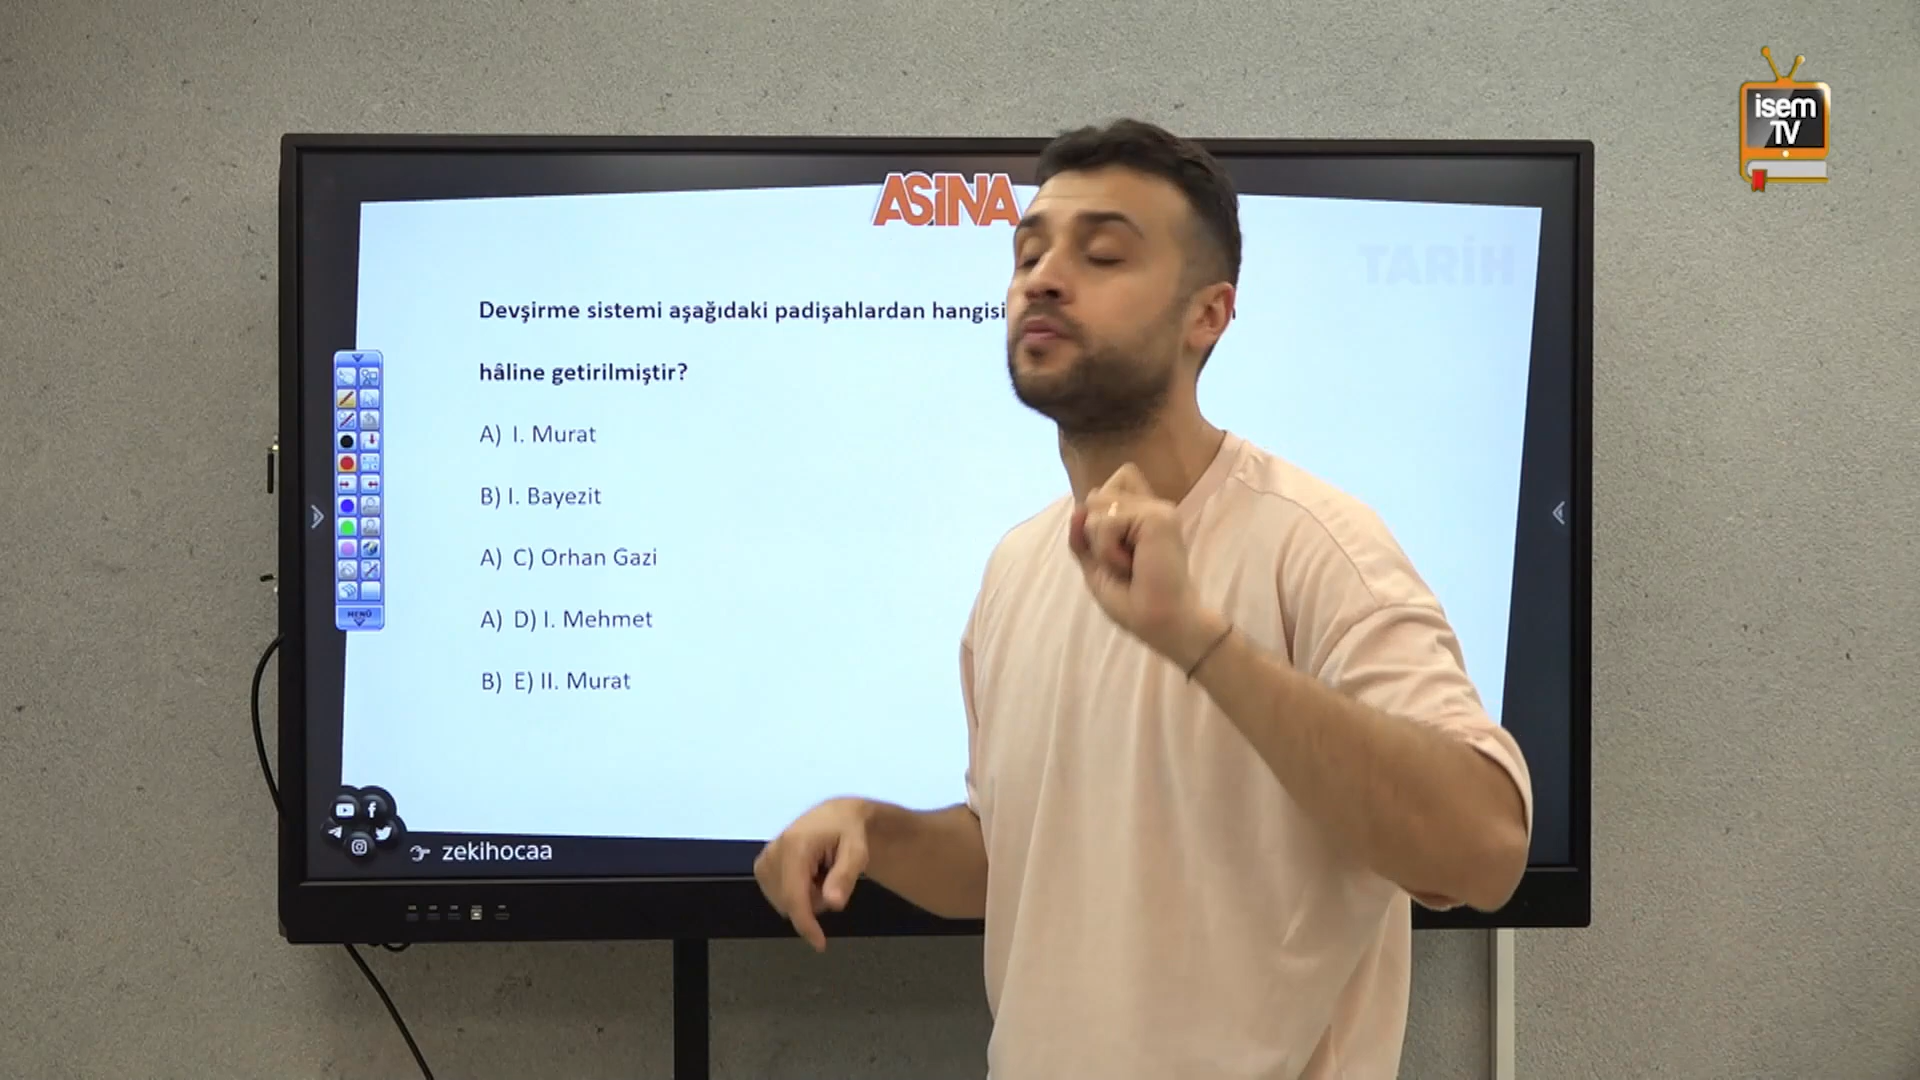 isem
TV
ASİNA
TARİH
Devşirme sistemi aşağıdaki padişahlardan hangisi
hâline getirilmiştir?
A) I. Murat
B) I. Bayezit
A) C) Orhan Gazi
A) D) I. Mehmet
B) E) II. Murat
MENÜ
zekihocaa